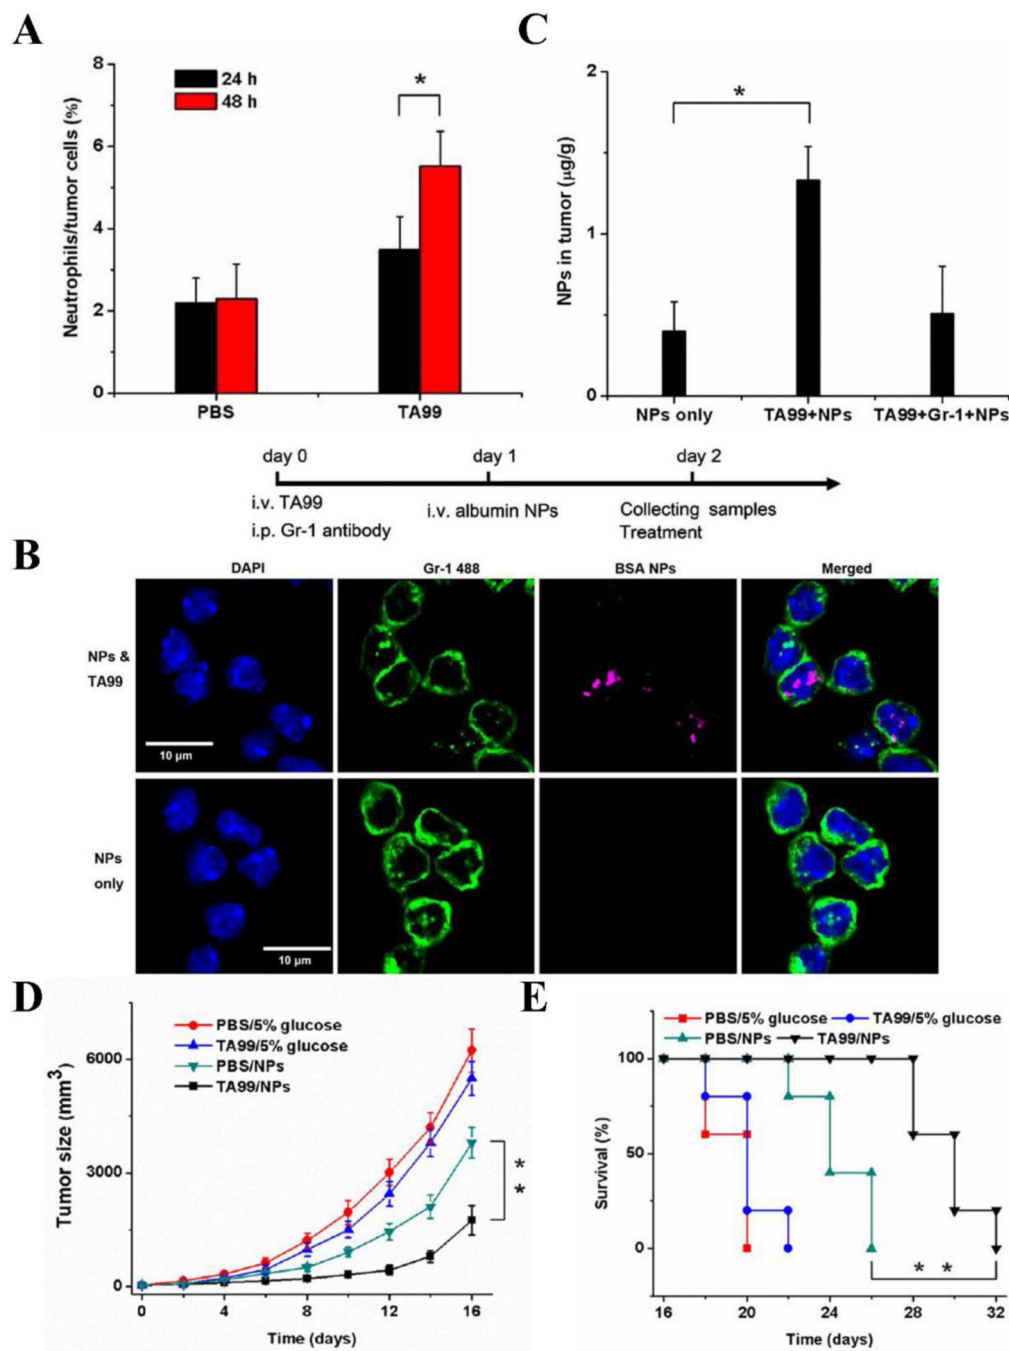 A
8
6
4
2
0
Neutrophils/tumor cells (%)
24 h
48 h
*
PBS
TA99
C
2
1
0
NPs in tumor (µg/g)
*
NPs only
TA99+NPs
TA99+Gr-1+NPs
day 0
day 1
day 2
i.v. TA99
i.p. Gr-1 antibody
i.v. albumin NPs
Collecting samples
Treatment
B
DAPI
Gr-1 488
BSA NPs
Merged
NPs &
TA99
10 µm
NPs
only
10 µm
D
PBS/5% glucose
TA99/5% glucose
PBS/NPs
TA99/NPs
6000
3000
0
Tumor size (mm³)
*
*
0 4 8 12 16
Time (days)
E
PBS/5% glucose TA99/5% glucose
PBS/NPs TA99/NPs
100
50
0
Survival (%)
* *
16 20 24 28 32
Time (days)